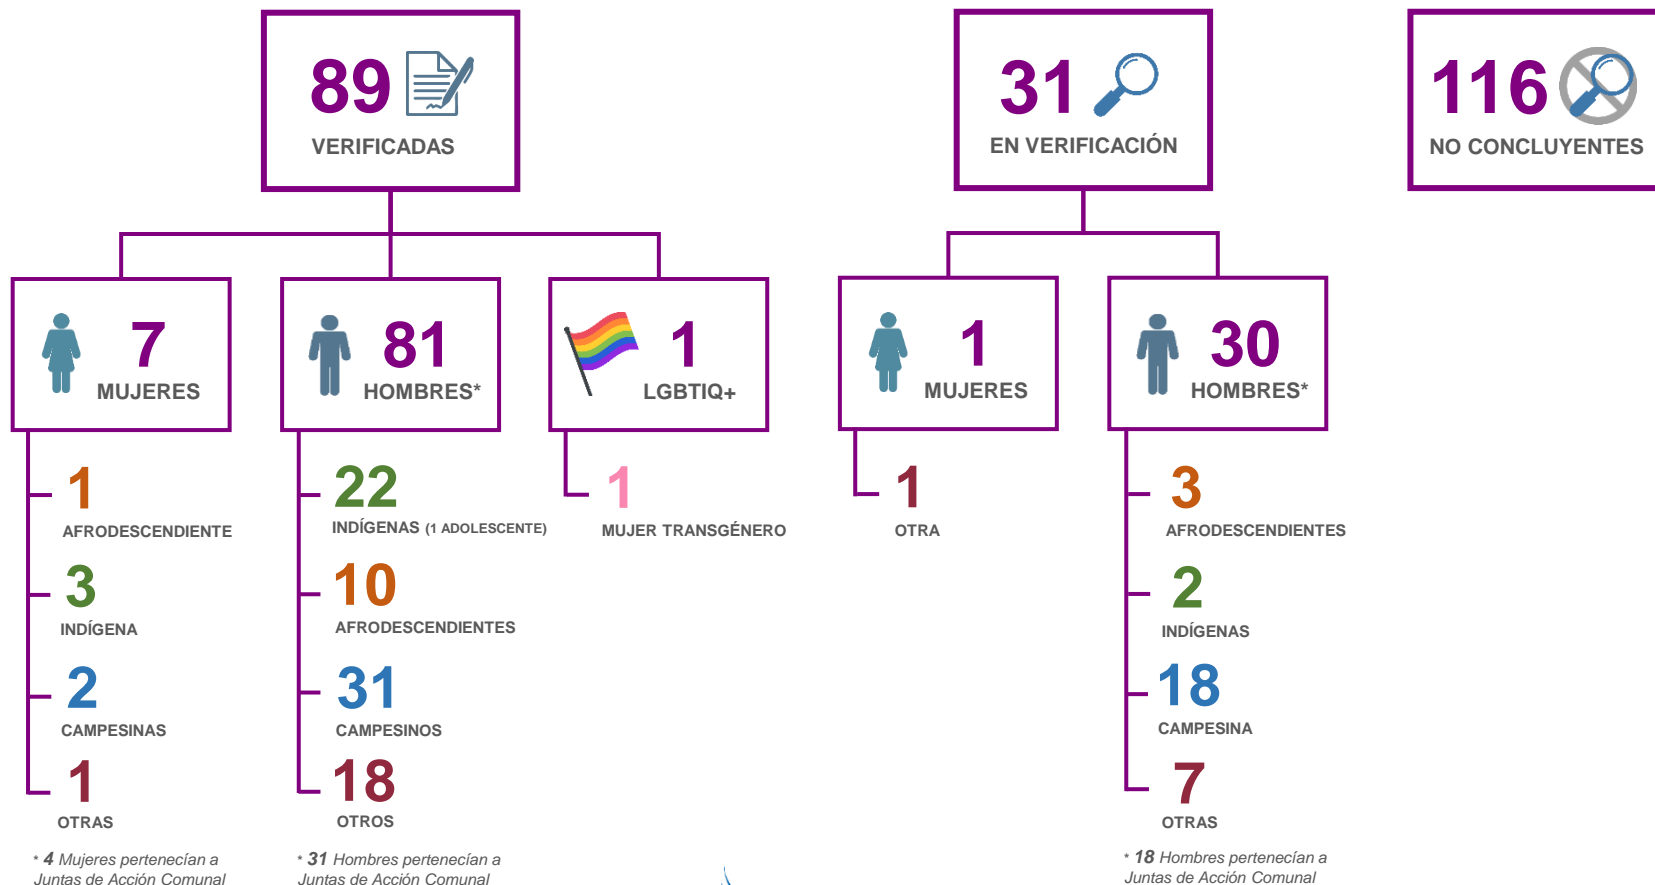 89
VERIFICADAS
31
EN VERIFICACIÓN
116
NO CONCLUYENTES
7
MUJERES
81
HOMBRES*
1
LGBTIQ+
1
MUJERES
30
HOMBRES*
1
AFRODESCENDIENTE
3
INDÍGENA
2
CAMPESINAS
1
OTRAS
* 4 Mujeres pertenecían a
Juntas de Acción Comunal
22
INDÍGENAS (1 ADOLESCENTE)
10
AFRODESCENDIENTES
31
CAMPESINOS
18
OTROS
* 31 Hombres pertenecían a
Juntas de Acción Comunal
1
MUJER TRANSGÉNERO
1
OTRA
3
AFRODESCENDIENTES
2
INDÍGENAS
18
CAMPESINA
7
OTRAS
* 18 Hombres pertenecían a
Juntas de Acción Comunal